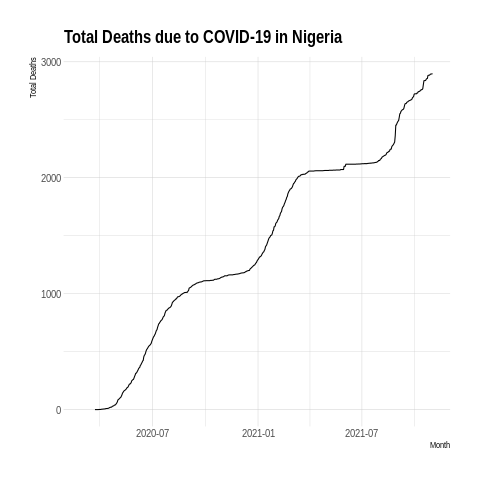 Total Deaths due to COVID-19 in Nigeria
Total Deaths
3000
2000
1000
0
2020-07
2021-01
2021-07
Month